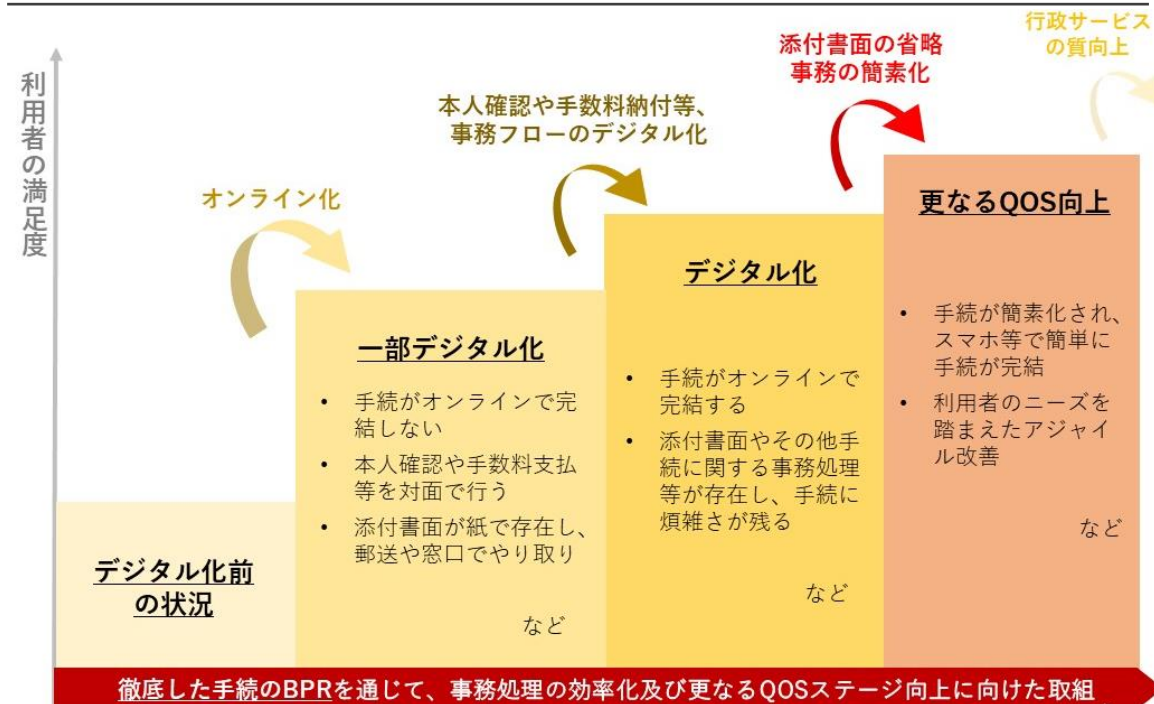 利用者の満足度
オンライン化
本人確認や手数料納付等、
事務フローのデジタル化
添付書面の省略
事務の簡素化
行政サービス
の質向上
デジタル化前
の状況
一部デジタル化
• 手続がオンラインで完
結しない
• 本人確認や手数料支払
等を対面で行う
• 添付書面が紙で存在し、
郵送や窓口でやり取り
など
デジタル化
• 手続がオンラインで
完結する
• 添付書面やその他手
続に関する事務処理
等が存在し、手続に
煩雑さが残る
など
更なるQOS向上
• 手続が簡素化され、
スマホ等で簡単に
手続が完結
• 利用者のニーズを
踏まえたアジャイ
ル改善
など
徹底した手続のBPRを通じて、事務処理の効率化及び更なるQOSステージ向上に向けた取組